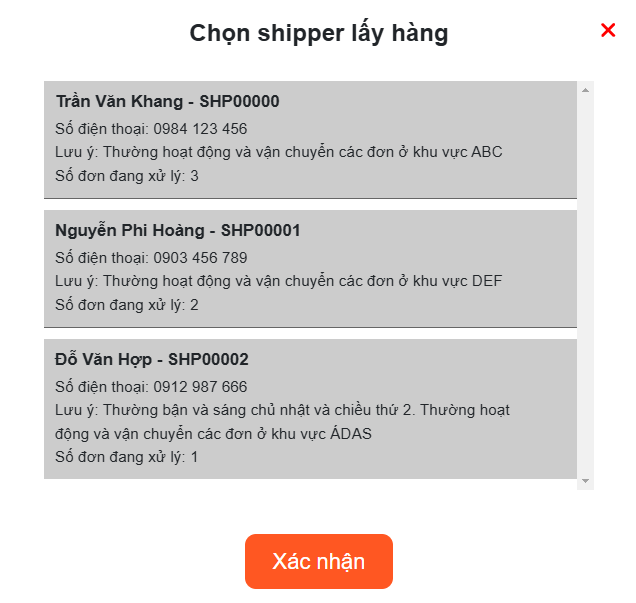 Chọn shipper lấy hàng
Trần Văn Khang - SHP00000
Số điện thoại: 0984 123 456
Lưu ý: Thường hoạt động và vận chuyển các đơn ở khu vực ABC
Số đơn đang xử lý: 3
Nguyễn Phi Hoàng - SHP00001
Số điện thoại: 0903 456 789
Lưu ý: Thường hoạt động và vận chuyển các đơn ở khu vực DEF
Số đơn đang xử lý: 2
Đỗ Văn Hợp - SHP00002
Số điện thoại: 0912 987 666
Lưu ý: Thường bận và sáng chủ nhật và chiều thứ 2. Thường hoạt
động và vận chuyển các đơn ở khu vực ÁDAS
Số đơn đang xử lý: 1
Xác nhận